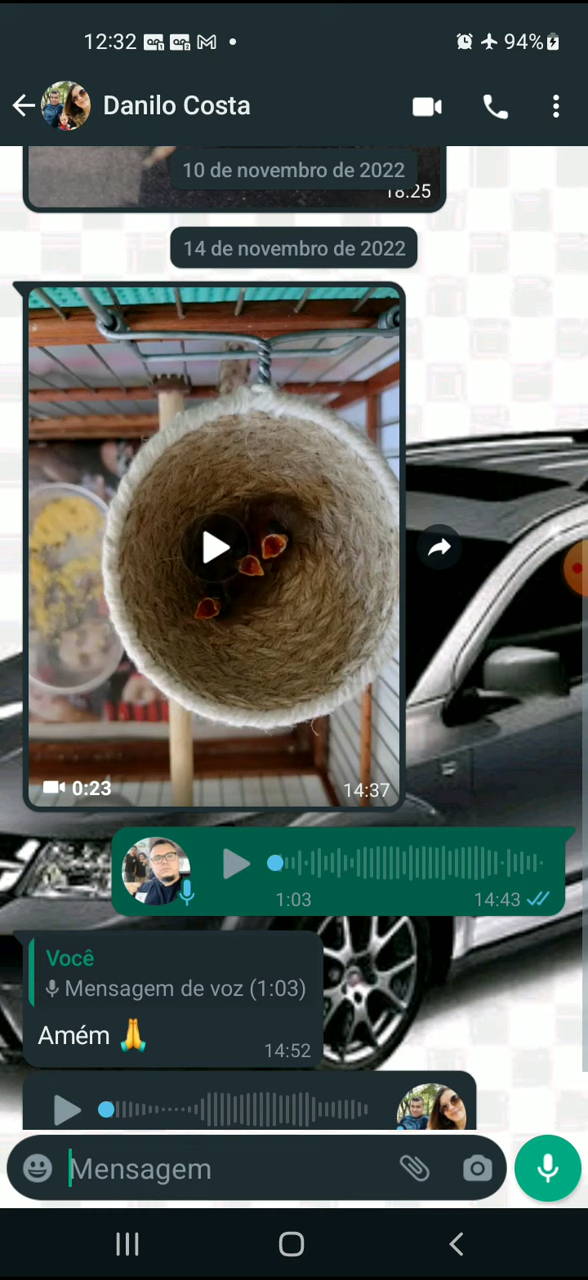 12:32
94%
Danilo Costa
10 de novembro de 2022
18:25
14 de novembro de 2022
0:23
14:37
1:03
14:43
Você
Mensagem de voz (1:03)
Amém 🙏
14:52
Mensagem